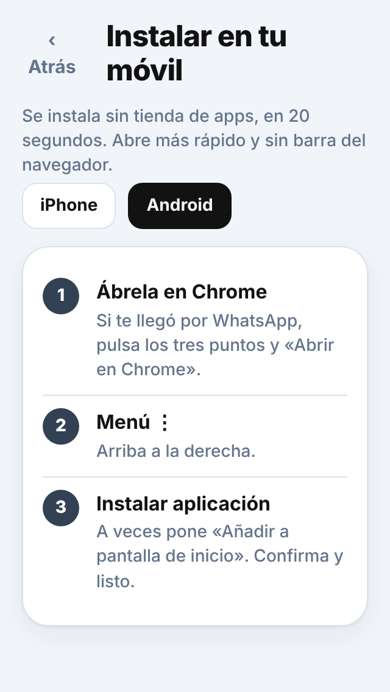 ‹
Atrás
Instalar en tu
móvil
Se instala sin tienda de apps, en 20
segundos. Abre más rápido y sin barra del
navegador.
iPhone
Android
1
Ábrela en Chrome
Si te llegó por WhatsApp,
pulsa los tres puntos y «Abrir
en Chrome».
2
Menú ⋮
Arriba a la derecha.
3
Instalar aplicación
A veces pone «Añadir a
pantalla de inicio». Confirma y
listo.